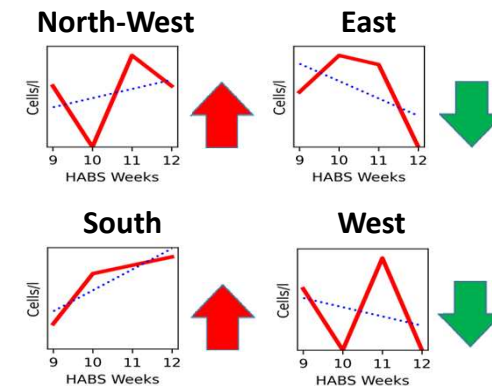 North-West
East
Cells/l
9 10 11 12
HABS Weeks
Cells/l
9 10 11 12
HABS Weeks
South
West
Cells/l
9 10 11 12
HABS Weeks
Cells/l
9 10 11 12
HABS Weeks